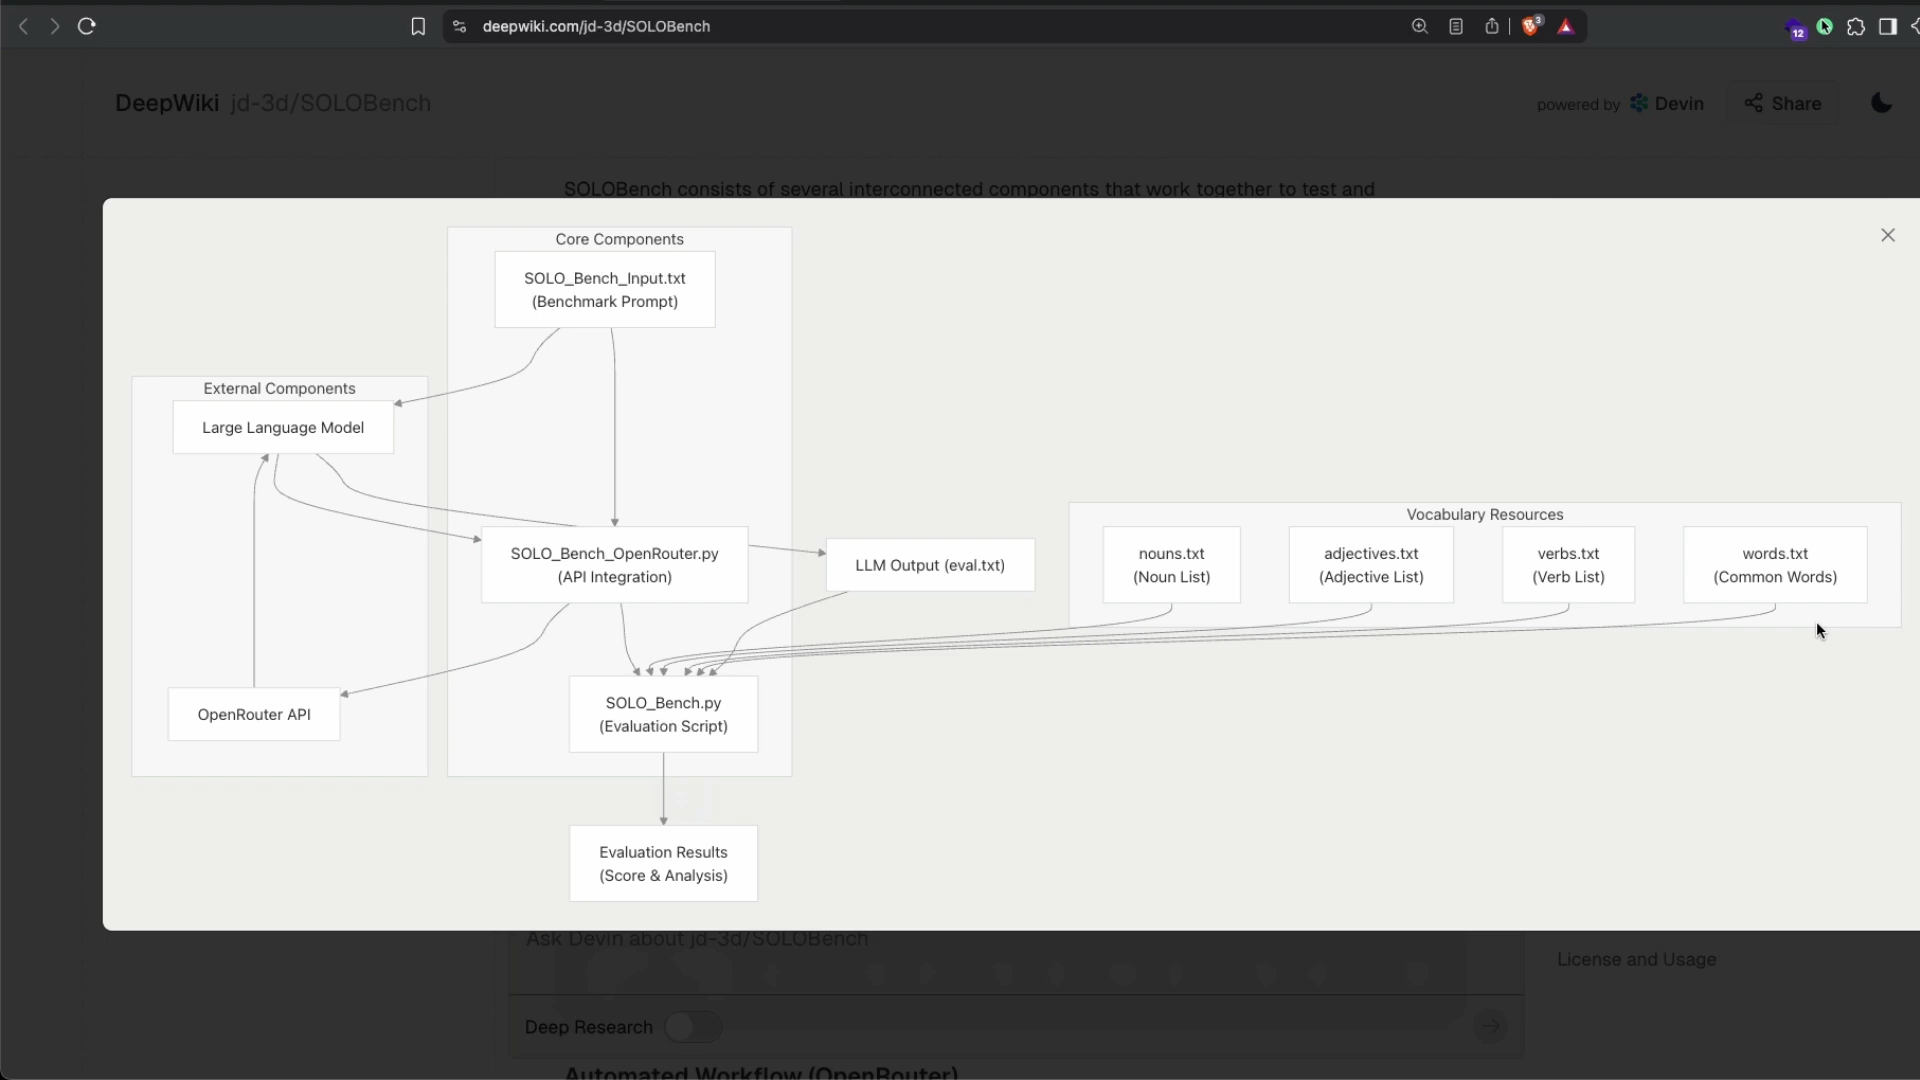 deepwiki.com/jd-3d/SOLOBench
3
12
DeepWiki jd-3d/SOLOBench
powered by Devin
Share
SOLOBench consists of several interconnected components that work together to test and
Core Components
SOLO_Bench_Input.txt
(Benchmark Prompt)
External Components
Large Language Model
Vocabulary Resources
SOLO_Bench_OpenRouter.py
(API Integration)
LLM Output (eval.txt)
nouns.txt
(Noun List)
adjectives.txt
(Adjective List)
verbs.txt
(Verb List)
words.txt
(Common Words)
OpenRouter API
SOLO_Bench.py
(Evaluation Script)
Evaluation Results
(Score & Analysis)
Ask Devin about jd-3d/SOLOBench
License and Usage
Deep Research
Automated Workflow (OpenRouter)